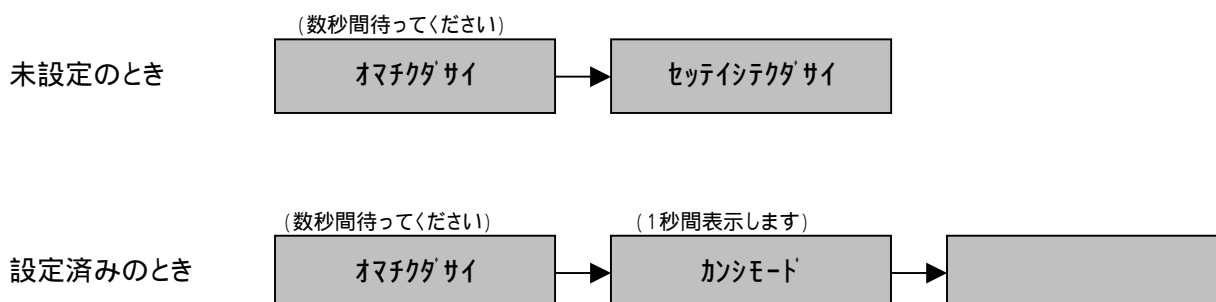 (数秒間待ってください)
未設定のとき ｵﾏﾁｸﾀﾞｻｲ ｾｯﾃｲｼﾃｸﾀﾞｻｲ
(数秒間待ってください) (1秒間表示します)
設定済みのとき ｵﾏﾁｸﾀﾞｻｲ ｶﾝｼﾓｰﾄﾞ